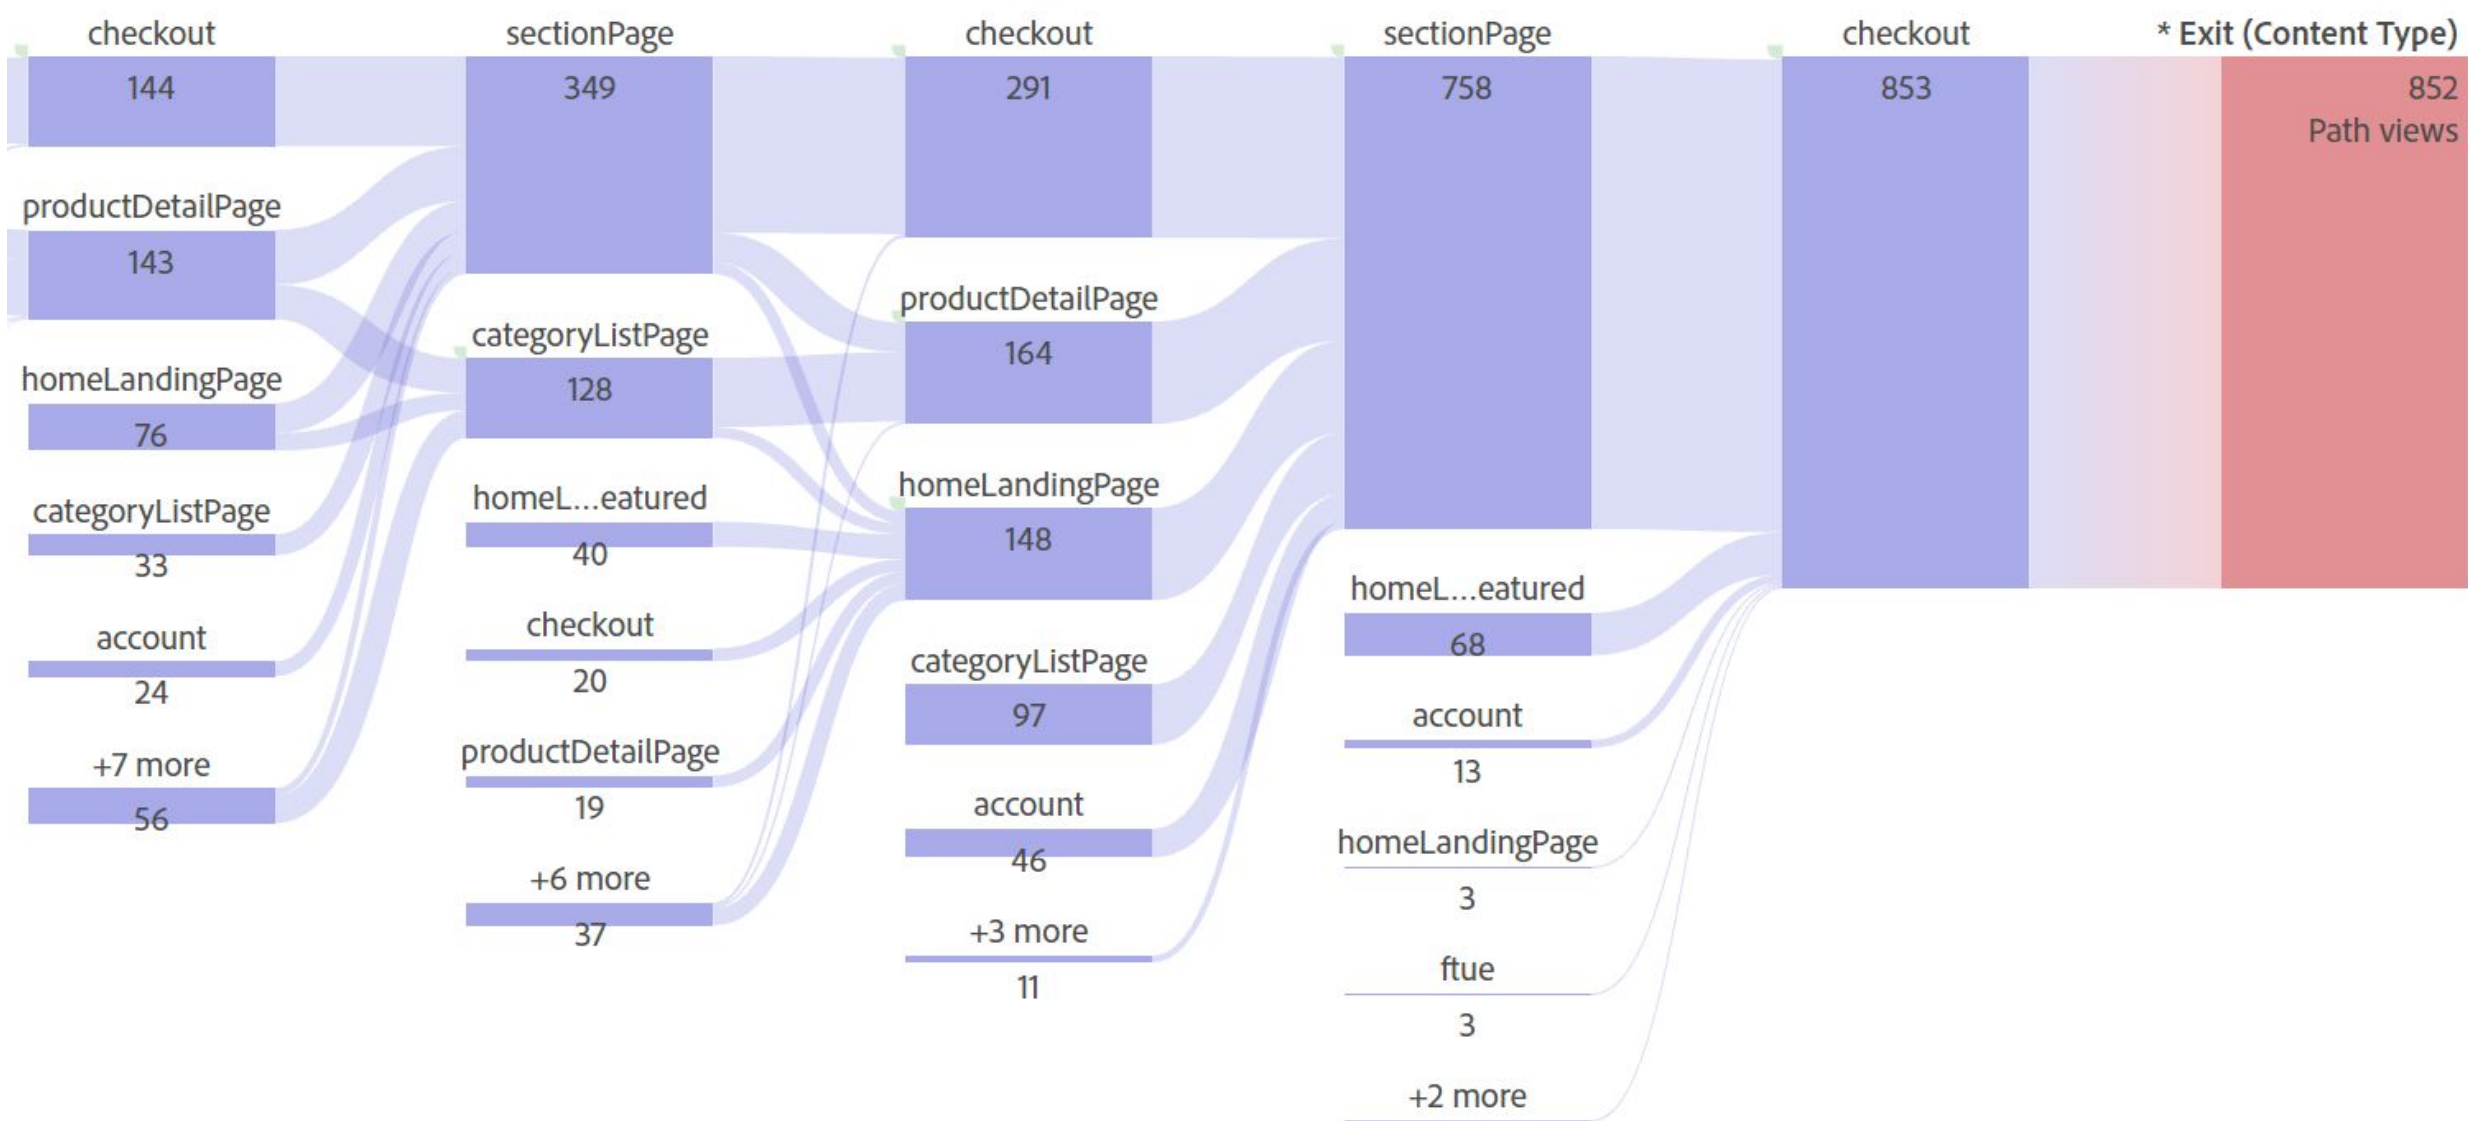 checkout
144
productDetailPage
143
homeLandingPage
76
categoryListPage
33
account
24
+7 more
56
sectionPage
349
categoryListPage
128
homeL...eatured
40
checkout
20
productDetailPage
19
+6 more
37
checkout
291
productDetailPage
164
homeLandingPage
148
categoryListPage
97
account
46
+3 more
11
sectionPage
758
homeL...eatured
68
account
13
homeLandingPage
3
ftue
3
+2 more
checkout
853
* Exit (Content Type)
852
Path views